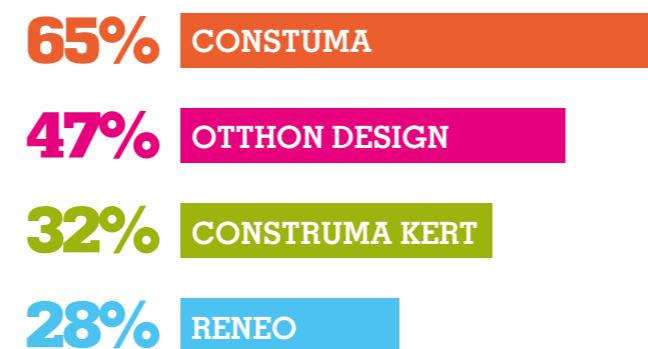 65% CONSTUMA
47% OTTHON DESIGN
32% CONSTRUMA KERT
28% RENEO